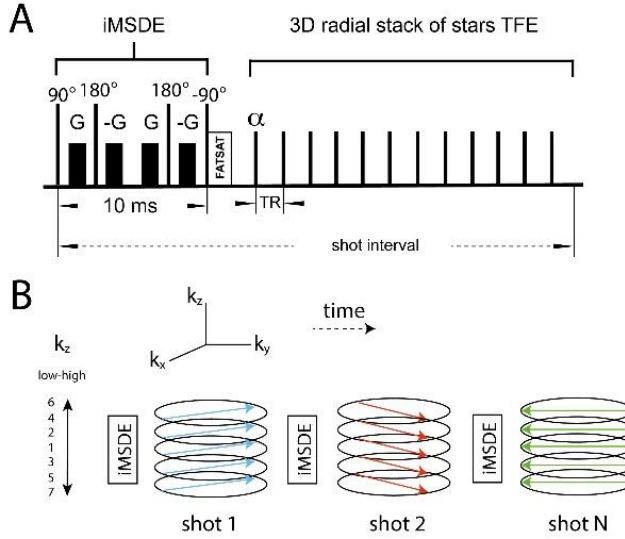 A
iMSDE
3D radial stack of stars TFE
90° 180° 180° -90°
G -G G -G
FATSAT
α
10 ms
TR
shot interval
B
kz
time
kz
ky
kx
low-high
6
4
2
1
3
5
7
iMSDE
iMSDE
iMSDE
shot 1
shot 2
shot N